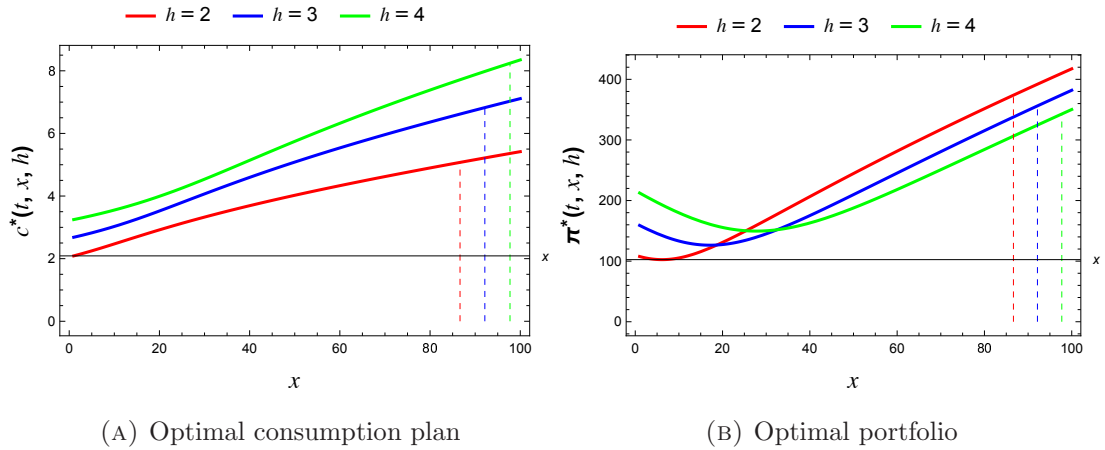 h = 2 h = 3 h = 4
c*(t, x, h)
8
6
4
2
0
x
0 20 40 60 80 100
x
(A) Optimal consumption plan
h = 2 h = 3 h = 4
π*(t, x, h)
400
300
200
100
0
x
0 20 40 60 80 100
x
(B) Optimal portfolio